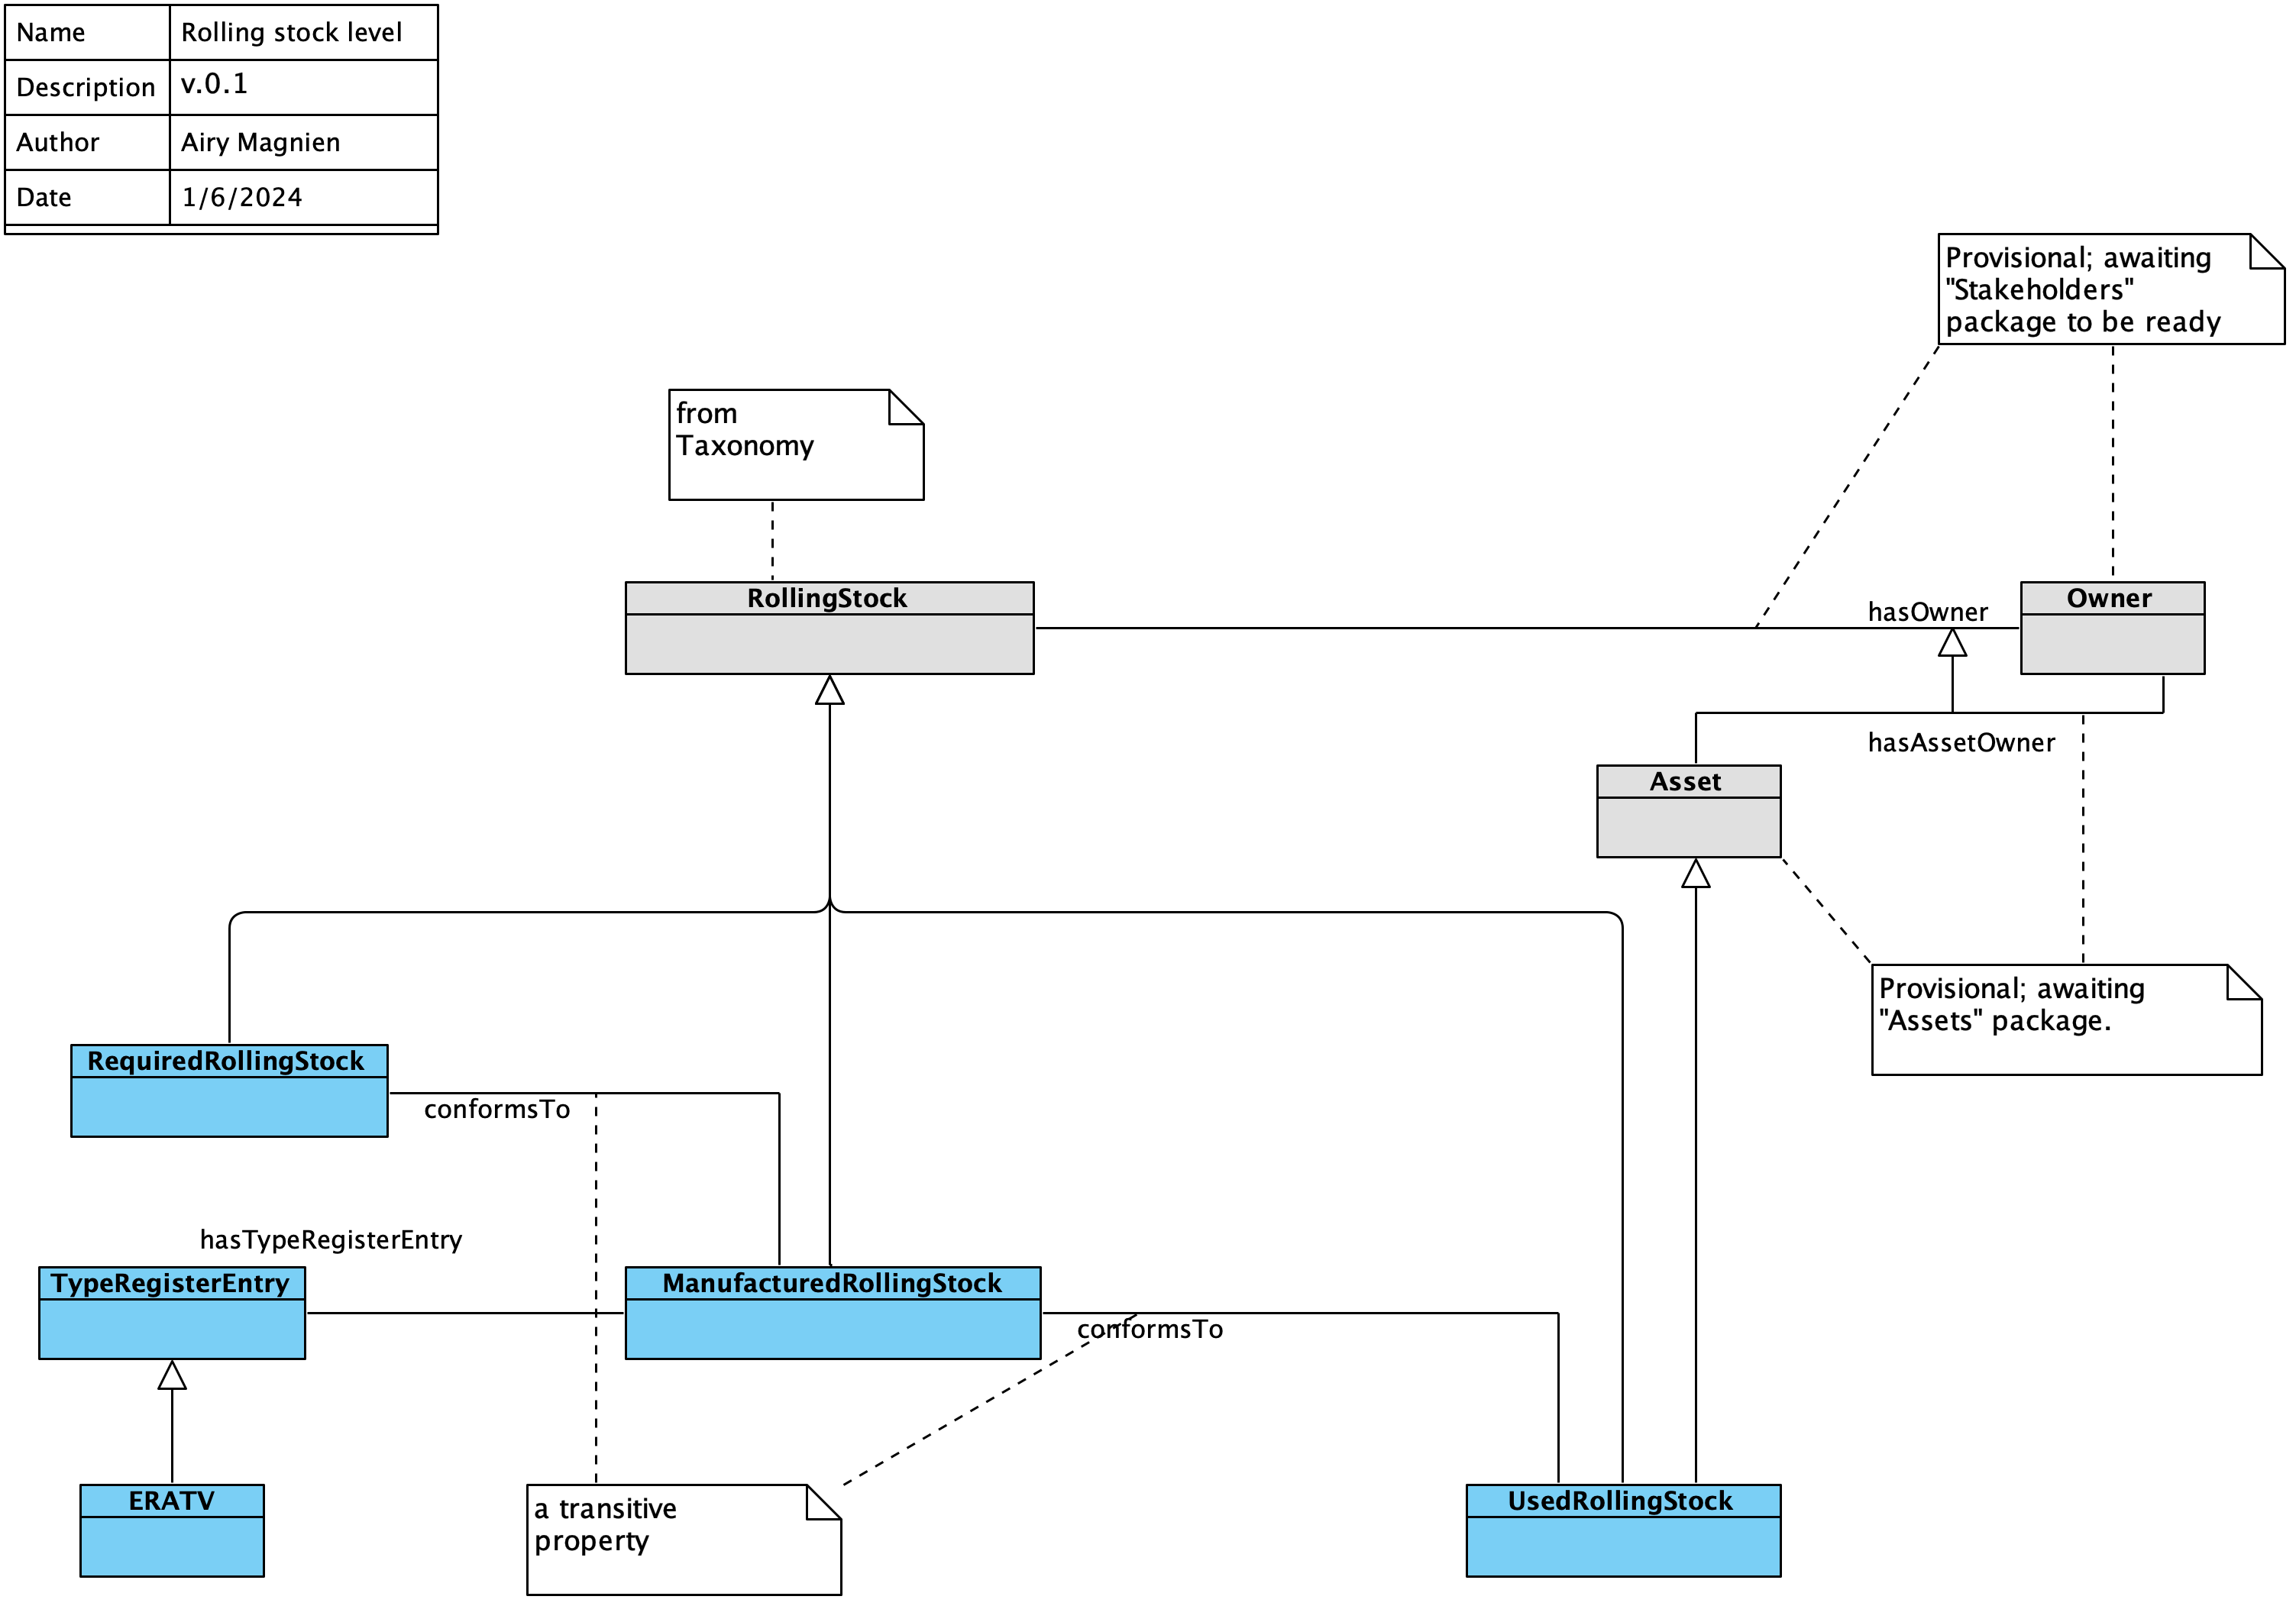 Name Rolling stock level
Description v.0.1
Author Airy Magnien
Date 1/6/2024
Provisional; awaiting
"Stakeholders"
package to be ready
from
Taxonomy
RollingStock
hasOwner
Owner
hasAssetOwner
Asset
Provisional; awaiting
"Assets" package.
RequiredRollingStock
conformsTo
hasTypeRegisterEntry
TypeRegisterEntry
ManufacturedRollingStock
conformsTo
ERATV
a transitive
property
UsedRollingStock